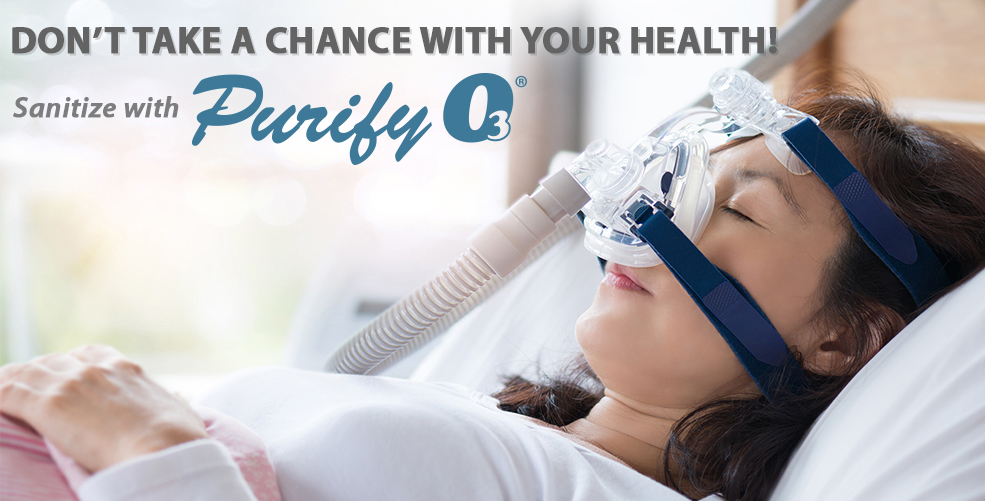 DON'T TAKE A CHANCE WITH YOUR HEALTH!
Sanitize with Purify O3®